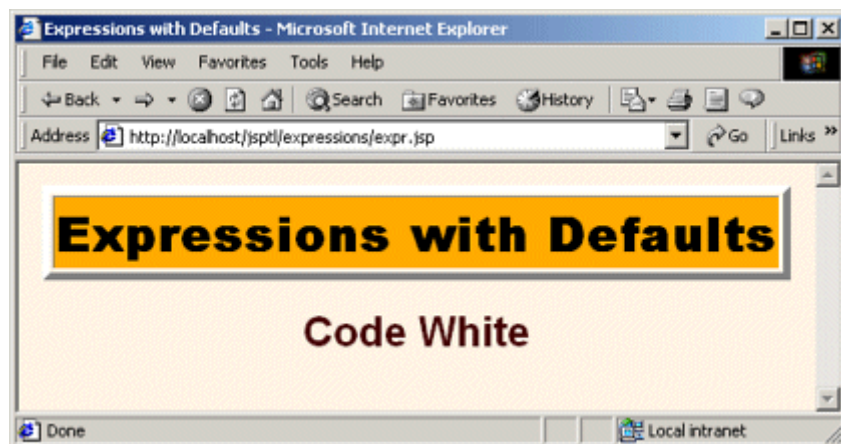 Expressions with Defaults - Microsoft Internet Explorer
File Edit View Favorites Tools Help
Back Search Favorites History
Address http://localhost/jsptl/expressions/expr.jsp Go Links »
Expressions with Defaults
Code White
Done Local intranet